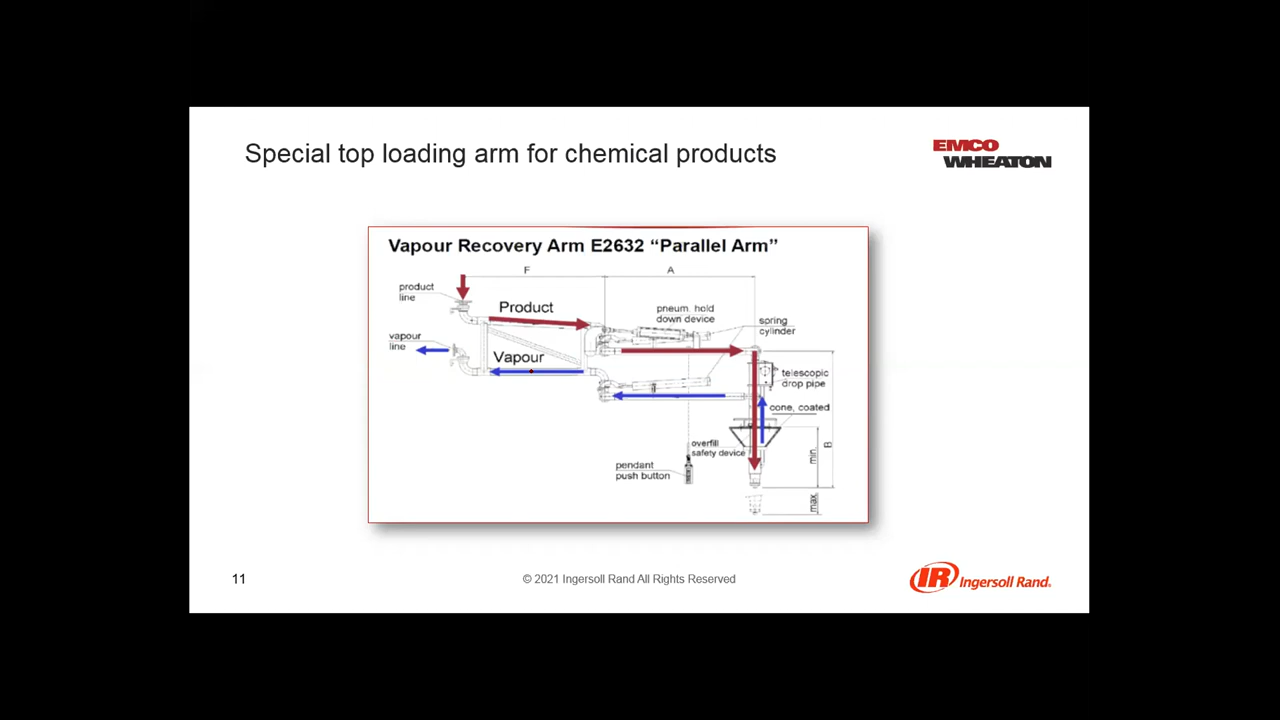 Special top loading arm for chemical products
EMCO
WHEATON
Vapour Recovery Arm E2632 “Parallel Arm”
F
A
product
line
Product
pneum. hold
down device
spring
cylinder
vapour
line
Vapour
telescopic
drop pipe
cone, coated
overfill
safety device
B
min.
pendant
push button
max.
11
© 2021 Ingersoll Rand All Rights Reserved
IR Ingersoll Rand®